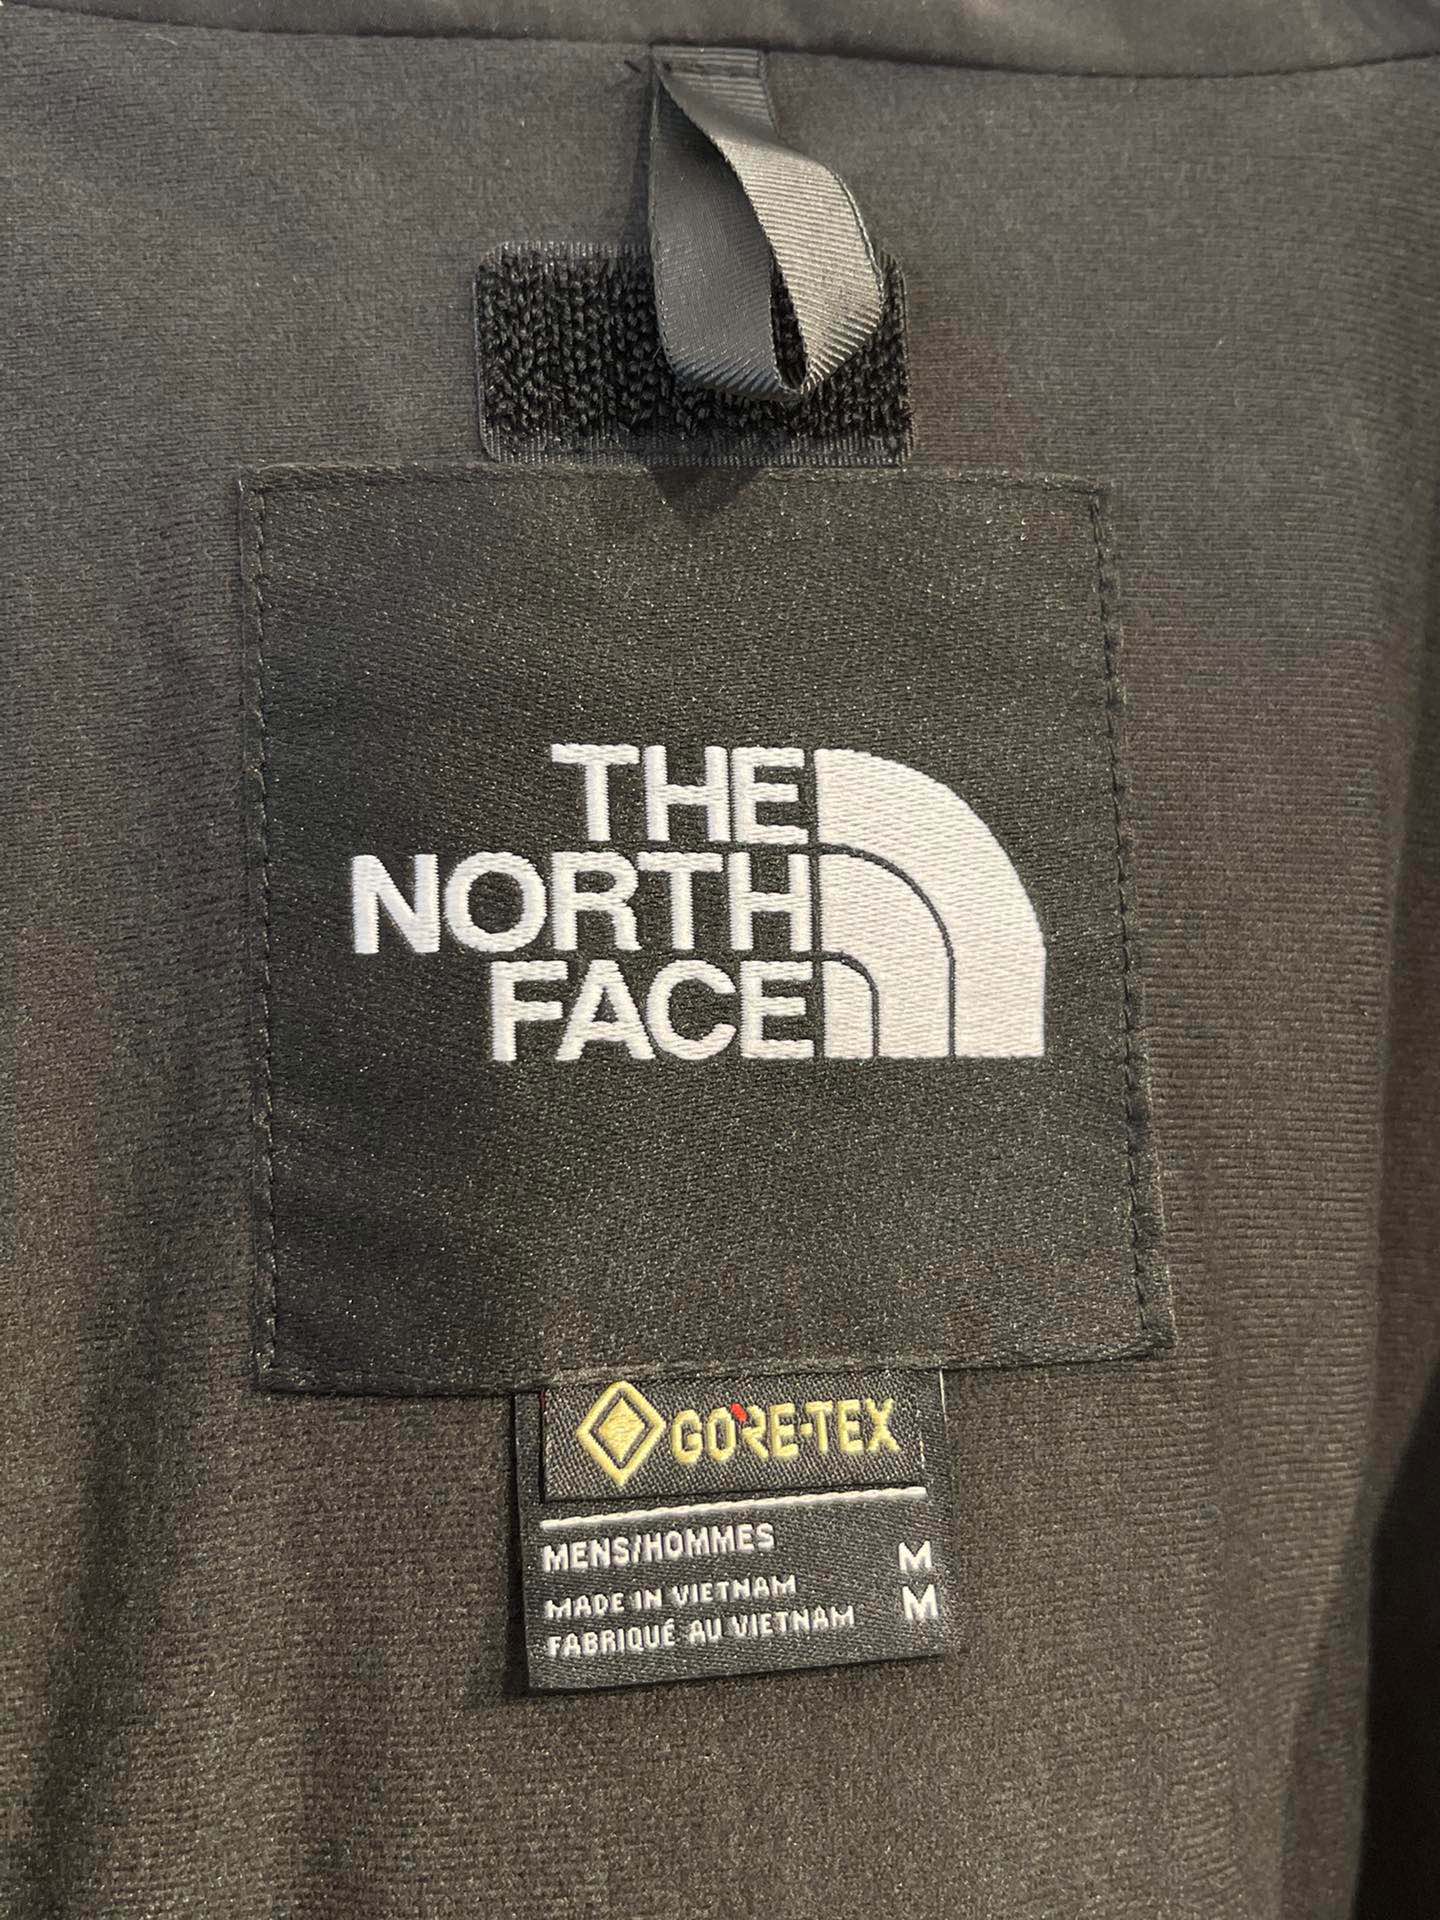 THE
NORTH
FACE
GORE-TEX
MENS/HOMMES M
MADE IN VIETNAM M
FABRIQUÉ AU VIETNAM